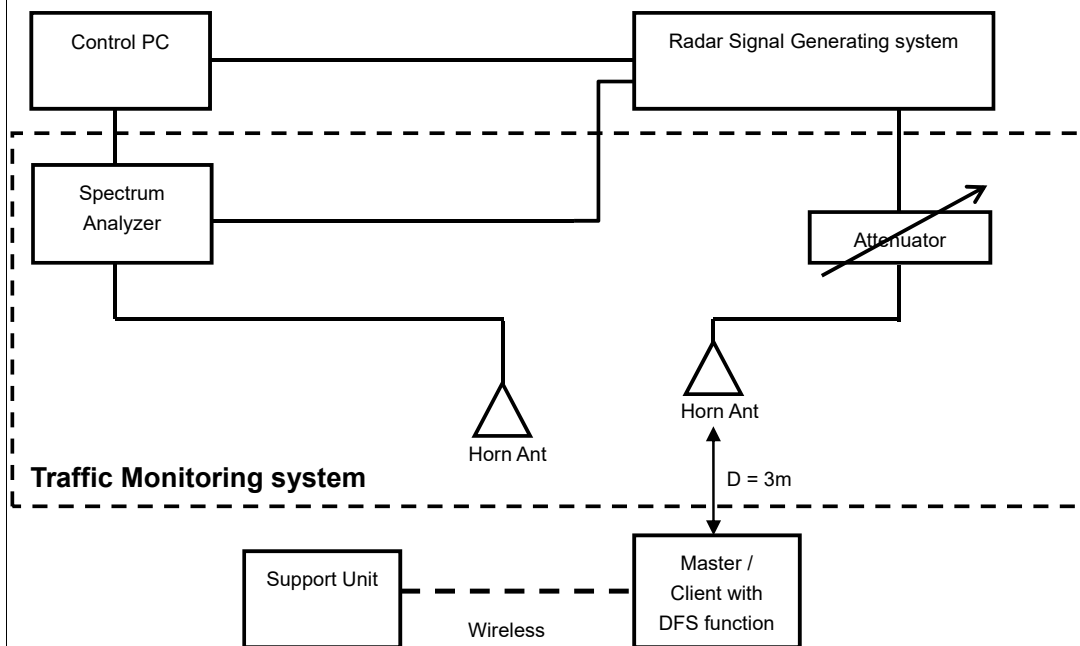 Control PC
Radar Signal Generating system
Spectrum
Analyzer
Attenuator
Horn Ant
Horn Ant
Traffic Monitoring system
D = 3m
Support Unit
Wireless
Master /
Client with
DFS function